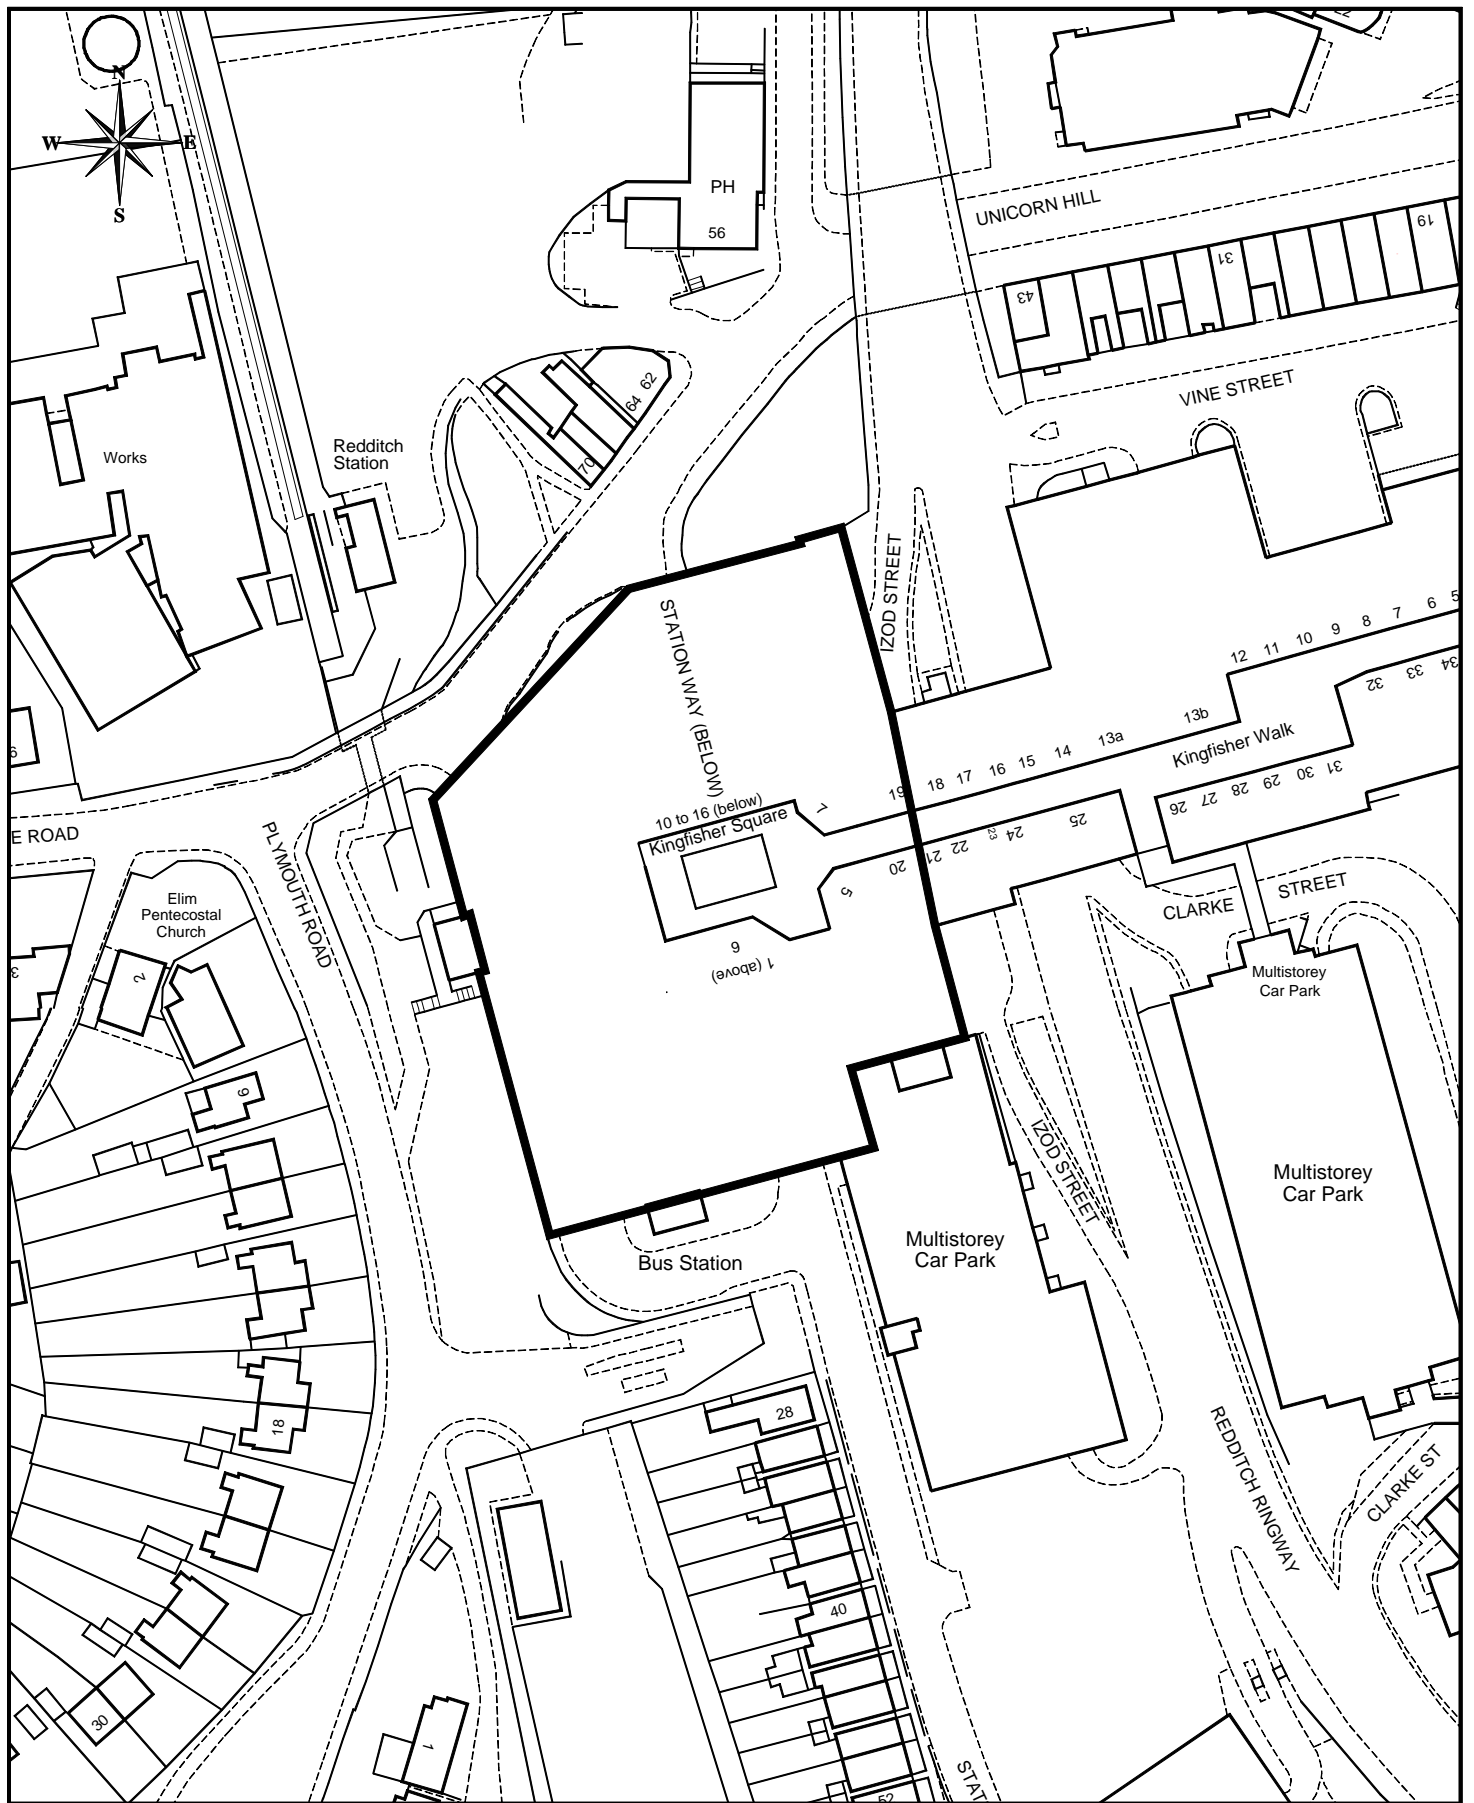 N
W
E
S
PH
56
UNICORN HILL
19
31
43
VINE STREET
62
64
70
Redditch
Station
Works
IZOD STREET
STATION WAY (BELOW)
5
6
7
8
9
10
11
12
13b
13a
14
15
16
17
18
19
Kingfisher Walk
34
33
32
31
30
29
28
27
26
25
24
23
22
21
20
10 to 16 (below)
Kingfisher Square
7
5
6
1 (above)
E ROAD
PLYMOUTH ROAD
Elim
Pentecostal
Church
2
3
9
CLARKE
STREET
Multistorey
Car Park
IZOD STREET
Multistorey
Car Park
Multistorey
Car Park
Bus Station
18
28
REDDITCH RINGWAY
CLARKE ST
40
30
1
STAT
52